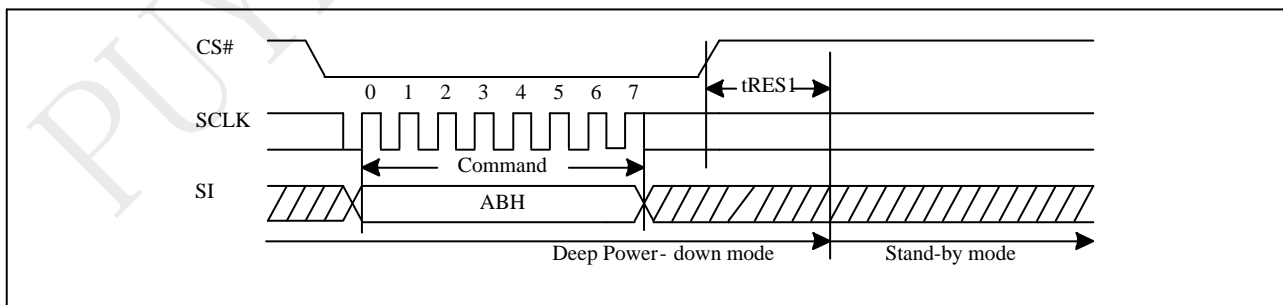 PUY
CS#
tRES1
0 1 2 3 4 5 6 7
SCLK
Command
SI
ABH
Deep Power- down mode
Stand-by mode